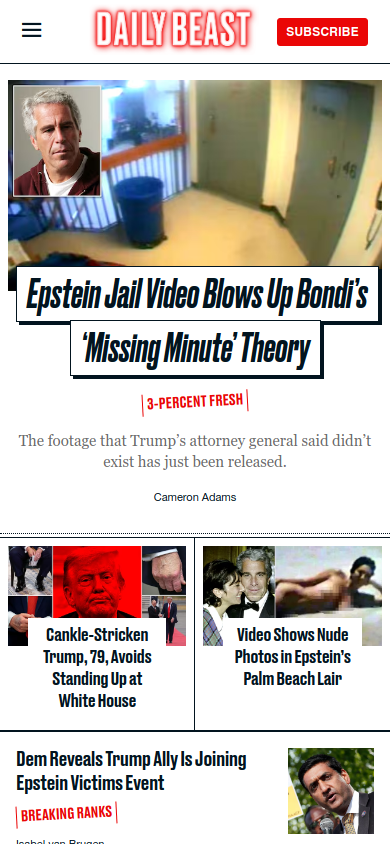 DAILY BEAST
SUBSCRIBE
Epstein Jail Video Blows Up Bondi's
'Missing Minute' Theory
3-PERCENT FRESH
The footage that Trump's attorney general said didn't
exist has just been released.
Cameron Adams
Cankle-Stricken
Trump, 79, Avoids
Standing Up at
White House
Video Shows Nude
Photos in Epstein's
Palm Beach Lair
Dem Reveals Trump Ally Is Joining
Epstein Victims Event
BREAKING RANKS
Isabel van Brugen